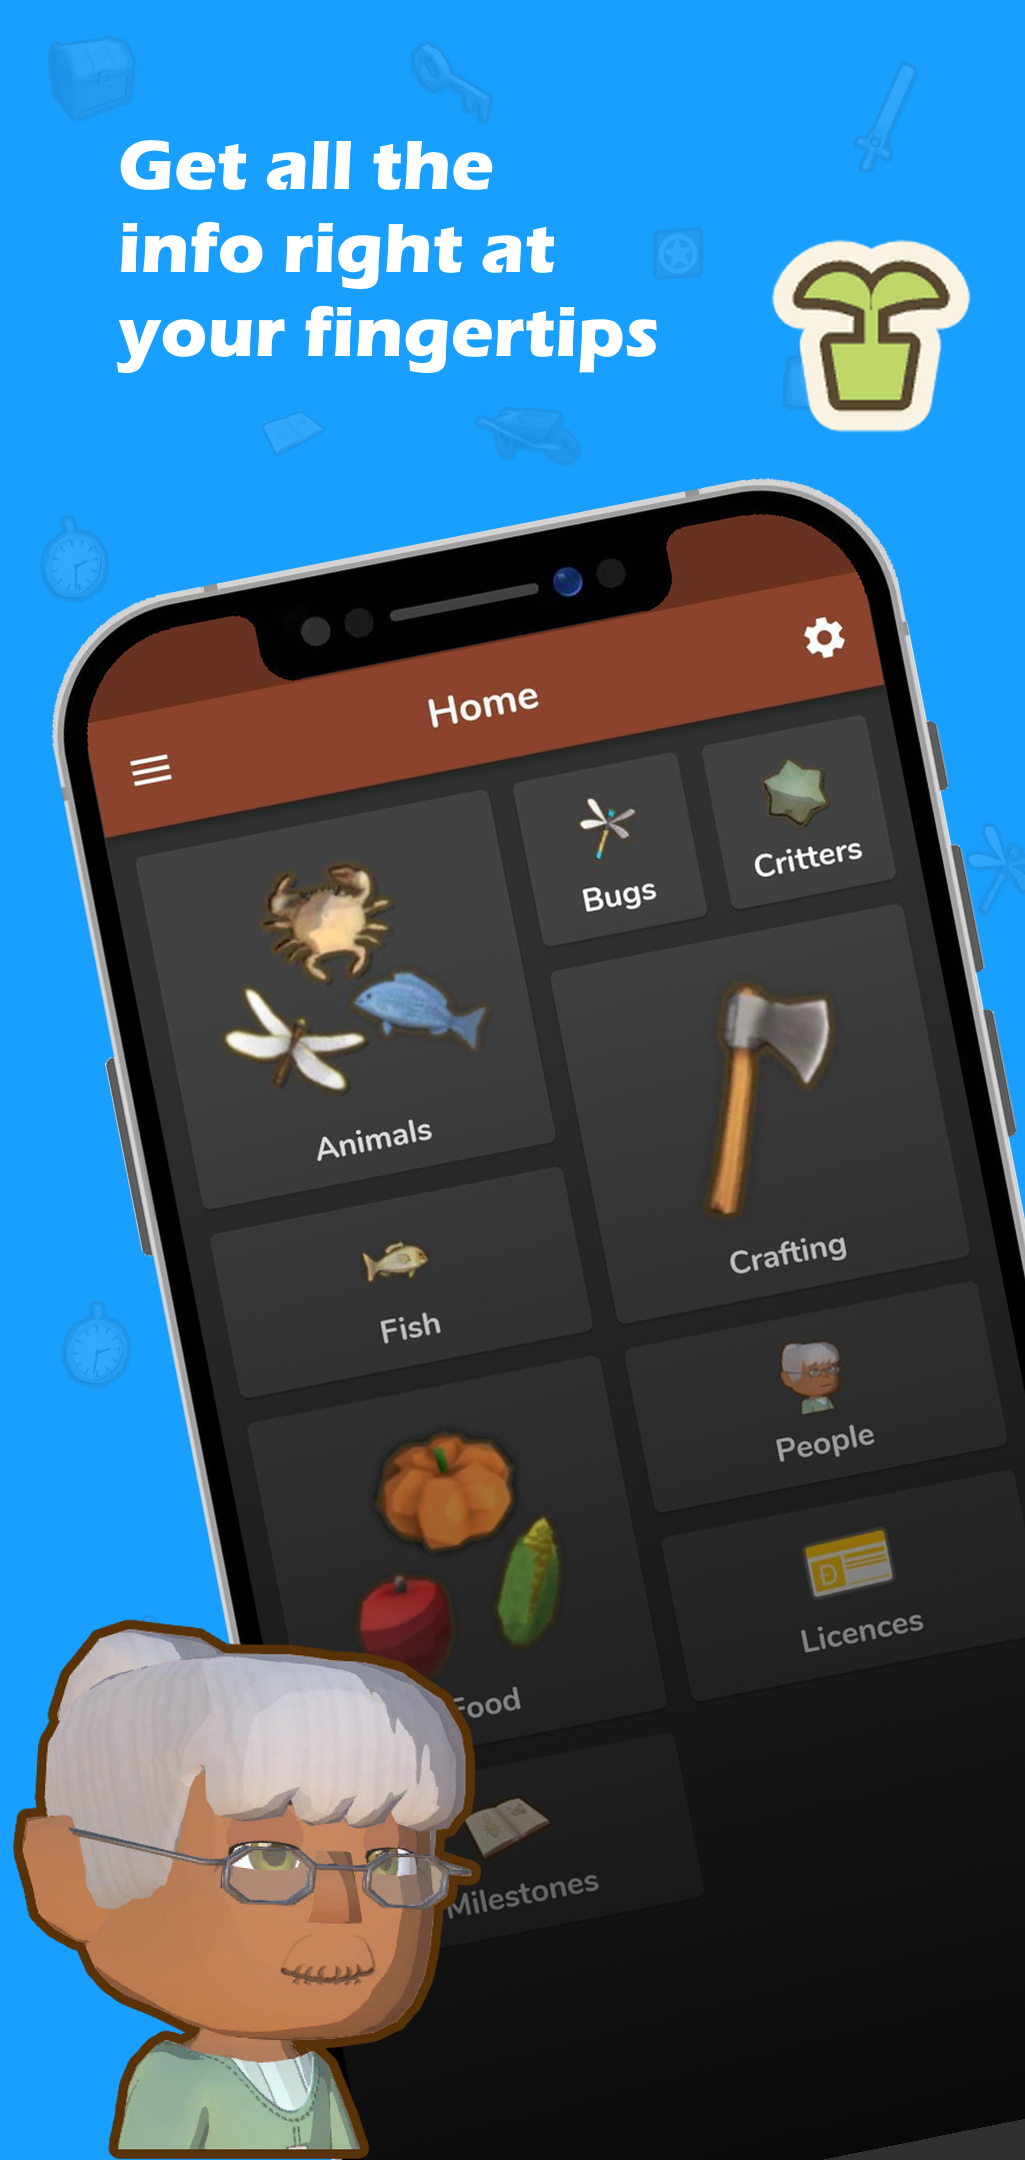 Get all the
info right at
your fingertips
Home
Bugs
Critters
Animals
Crafting
Fish
People
Food
Licences
Milestones